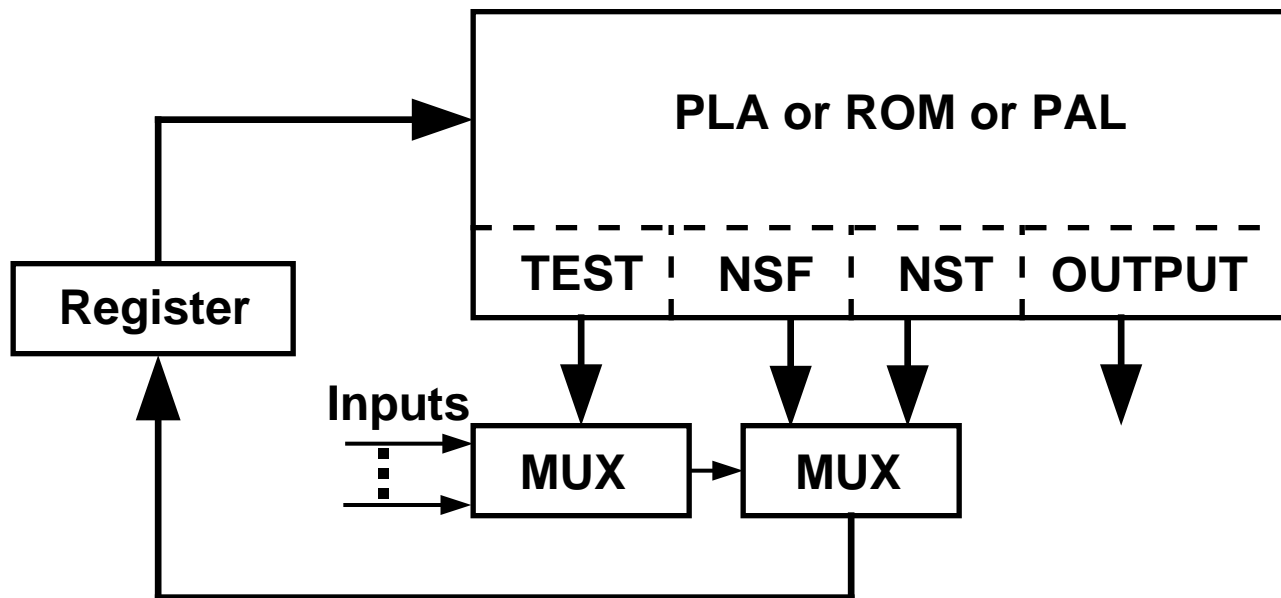 PLA or ROM or PAL
TEST NSF NST OUTPUT
Register
Inputs
MUX MUX